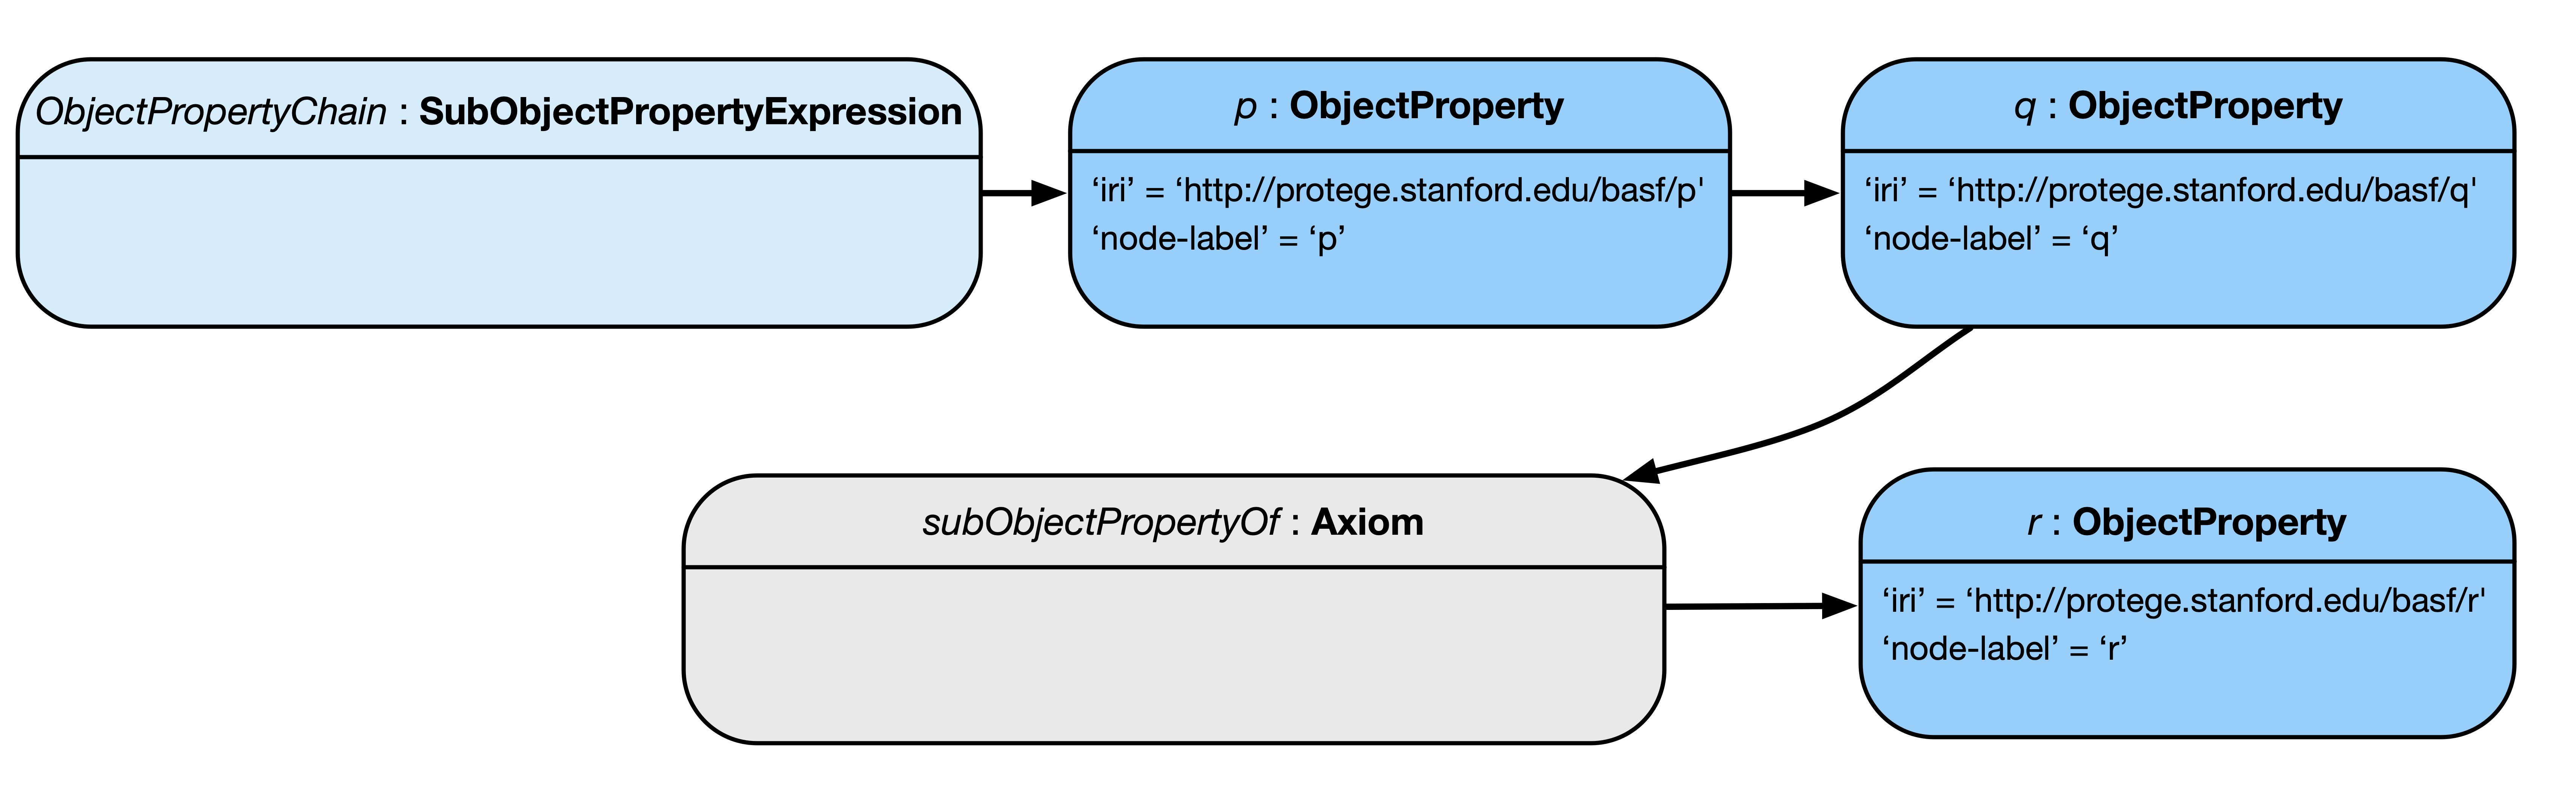 ObjectPropertyChain : SubObjectPropertyExpression
p : ObjectProperty
‘iri’ = ‘http://protege.stanford.edu/basf/p'
‘node-label’ = ‘p’
q : ObjectProperty
‘iri’ = ‘http://protege.stanford.edu/basf/q'
‘node-label’ = ‘q’
subObjectPropertyOf : Axiom
r : ObjectProperty
‘iri’ = ‘http://protege.stanford.edu/basf/r'
‘node-label’ = ‘r’